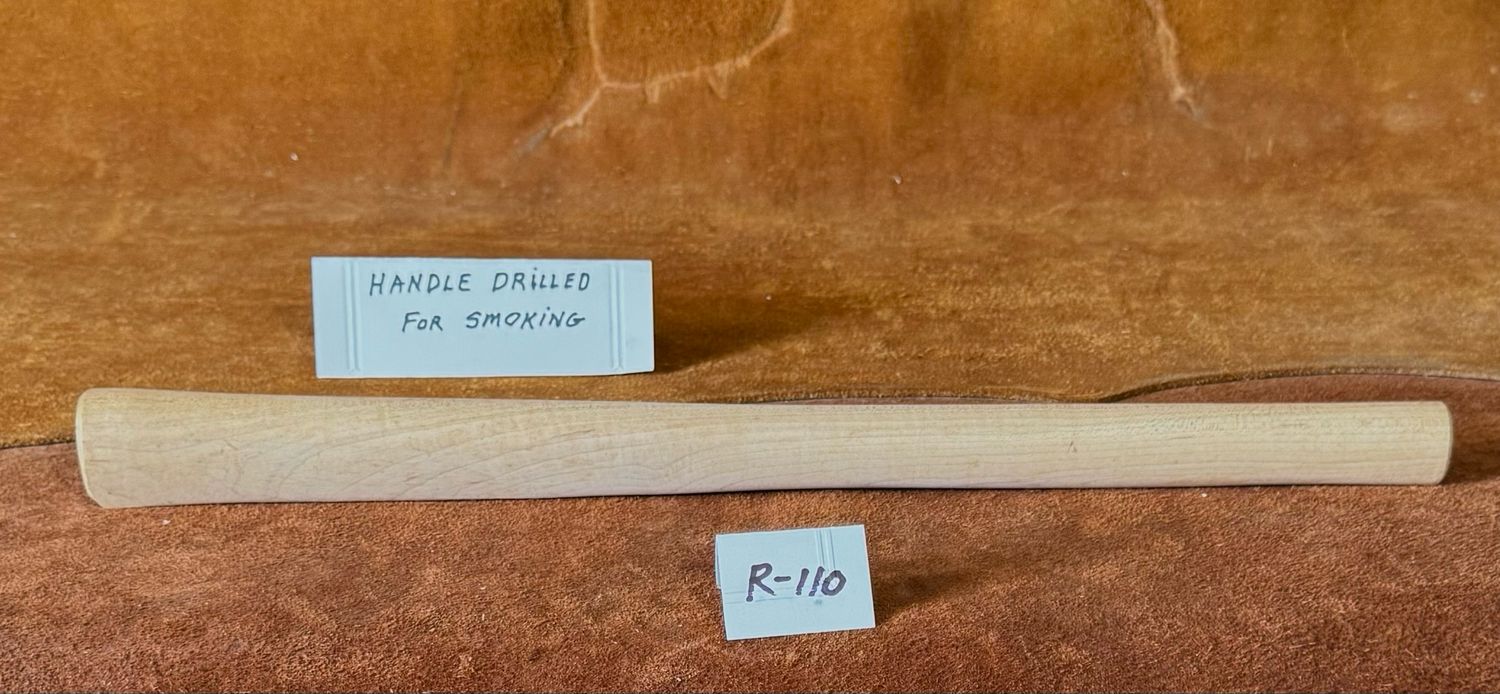 HANDLE DRiLLED
FOR SMOKiNG
R-110